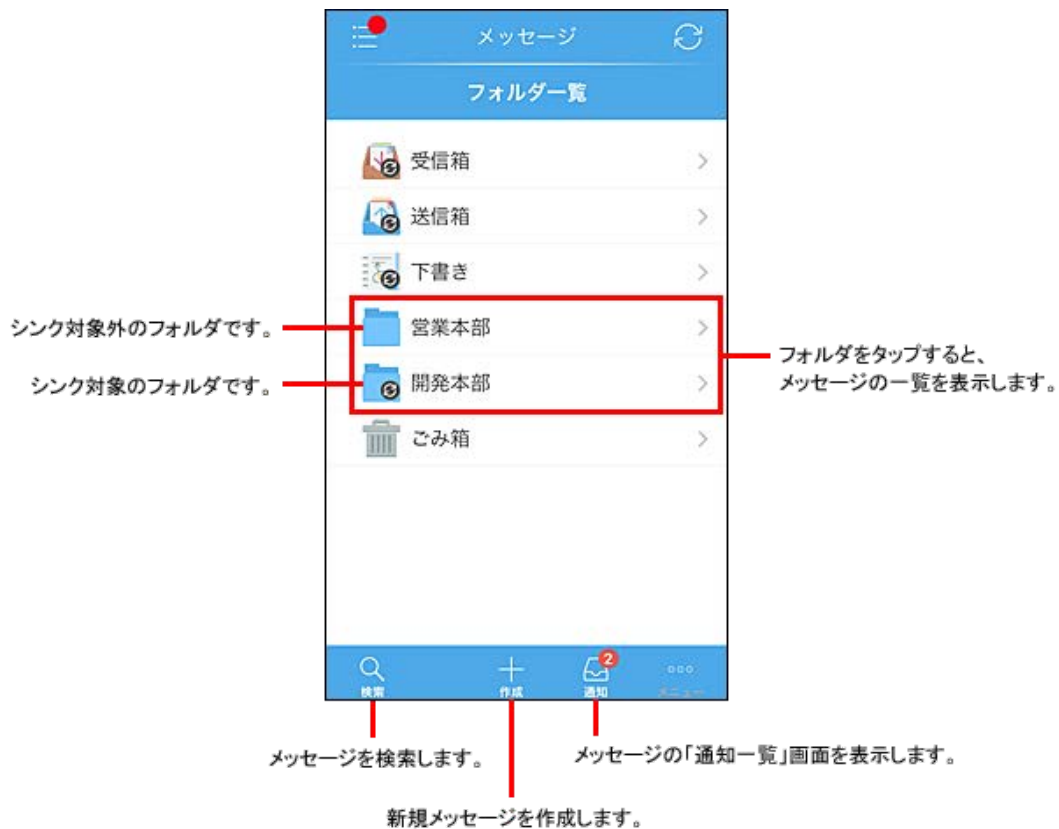 メッセージ
フォルダ一覧
受信箱
送信箱
下書き
シンク対象外のフォルダです。
営業本部
フォルダをタップすると、
メッセージの一覧を表示します。
シンク対象のフォルダです。
開発本部
ごみ箱
2
検索
作成
通知
メニュー
メッセージを検索します。
メッセージの「通知一覧」画面を表示します。
新規メッセージを作成します。